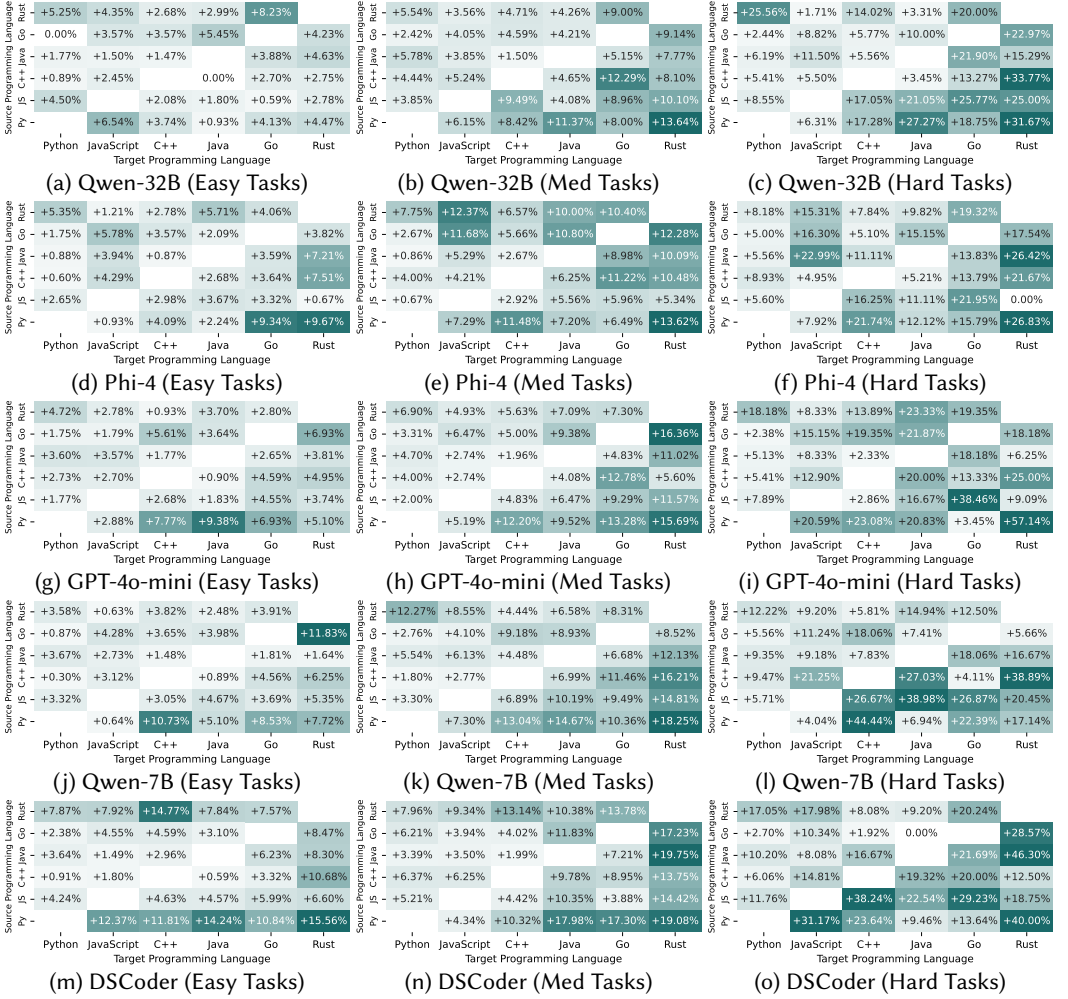 Source Programming Language
Rust +5.25% +4.35% +2.68% +2.99% +8.23%
Go 0.00% +3.57% +3.57% +5.45% +4.23%
Java +1.77% +1.50% +1.47% +3.88% +4.63%
C++ +0.89% +2.45% 0.00% +2.70% +2.75%
JS +4.50% +2.08% +1.80% +0.59% +2.78%
Py +6.54% +3.74% +0.93% +4.13% +4.47%
Python JavaScript C++ Java Go Rust
Target Programming Language
(a) Qwen-32B (Easy Tasks)
Source Programming Language
Rust +5.54% +3.56% +4.71% +4.26% +9.00%
Go +2.42% +4.05% +4.59% +4.21% +9.14%
Java +5.78% +3.85% +1.50% +5.15% +7.77%
C++ +4.44% +5.24% +4.65% +12.29% +8.10%
JS +3.85% +9.49% +4.08% +8.96% +10.10%
Py +6.15% +8.42% +11.37% +8.00% +13.64%
Python JavaScript C++ Java Go Rust
Target Programming Language
(b) Qwen-32B (Med Tasks)
Source Programming Language
Rust +25.56% +1.71% +14.02% +3.31% +20.00%
Go +2.44% +8.82% +5.77% +10.00% +22.97%
Java +6.19% +11.50% +5.56% +21.90% +15.29%
C++ +5.41% +5.50% +3.45% +13.27% +33.77%
JS +8.55% +17.05% +21.05% +25.77% +25.00%
Py +6.31% +17.28% +27.27% +18.75% +31.67%
Python JavaScript C++ Java Go Rust
Target Programming Language
(c) Qwen-32B (Hard Tasks)
Source Programming Language
Rust +5.35% +1.21% +2.78% +5.71% +4.06%
Go +1.75% +5.78% +3.57% +2.09% +3.82%
Java +0.88% +3.94% +0.87% +3.59% +7.21%
C++ +0.60% +4.29% +2.68% +3.64% +7.51%
JS +2.65% +2.98% +3.67% +3.32% +0.67%
Py +0.93% +4.09% +2.24% +9.34% +9.67%
Python JavaScript C++ Java Go Rust
Target Programming Language
(d) Phi-4 (Easy Tasks)
Source Programming Language
Rust +7.75% +12.37% +6.57% +10.00% +10.40%
Go +2.67% +11.68% +5.66% +10.80% +12.28%
Java +0.86% +5.29% +2.67% +8.98% +10.09%
C++ +4.00% +4.21% +6.25% +11.22% +10.48%
JS +0.67% +2.92% +5.56% +5.96% +5.34%
Py +7.29% +11.48% +7.20% +6.49% +13.62%
Python JavaScript C++ Java Go Rust
Target Programming Language
(e) Phi-4 (Med Tasks)
Source Programming Language
Rust +8.18% +15.31% +7.84% +9.82% +19.32%
Go +5.00% +16.30% +5.10% +15.15% +17.54%
Java +5.56% +22.99% +11.11% +13.83% +26.42%
C++ +8.93% +4.95% +5.21% +13.79% +21.67%
JS +5.60% +16.25% +11.11% +21.95% 0.00%
Py +7.92% +21.74% +12.12% +15.79% +26.83%
Python JavaScript C++ Java Go Rust
Target Programming Language
(f) Phi-4 (Hard Tasks)
Source Programming Language
Rust +4.72% +2.78% +0.93% +3.70% +2.80%
Go +1.75% +1.79% +5.61% +3.64% +6.93%
Java +3.60% +3.57% +1.77% +2.65% +3.81%
C++ +2.73% +2.70% +0.90% +4.59% +4.95%
JS +1.77% +2.68% +1.83% +4.55% +3.74%
Py +2.88% +7.77% +9.38% +6.93% +5.10%
Python JavaScript C++ Java Go Rust
Target Programming Language
(g) GPT-4o-mini (Easy Tasks)
Source Programming Language
Rust +6.90% +4.93% +5.63% +7.09% +7.30%
Go +3.31% +6.47% +5.00% +9.38% +16.36%
Java +4.70% +2.74% +1.96% +4.83% +11.02%
C++ +4.00% +2.74% +4.08% +12.78% +5.60%
JS +2.00% +4.83% +6.47% +9.29% +11.57%
Py +5.19% +12.20% +9.52% +13.28% +15.69%
Python JavaScript C++ Java Go Rust
Target Programming Language
(h) GPT-4o-mini (Med Tasks)
Source Programming Language
Rust +18.18% +8.33% +13.89% +23.33% +19.35%
Go +2.38% +15.15% +19.35% +21.87% +18.18%
Java +5.13% +8.33% +2.33% +18.18% +6.25%
C++ +5.41% +12.90% +20.00% +13.33% +25.00%
JS +7.89% +2.86% +16.67% +38.46% +9.09%
Py +20.59% +23.08% +20.83% +3.45% +57.14%
Python JavaScript C++ Java Go Rust
Target Programming Language
(i) GPT-4o-mini (Hard Tasks)
Source Programming Language
Rust +3.58% +0.63% +3.82% +2.48% +3.91%
Go +0.87% +4.28% +3.65% +3.98% +11.83%
Java +3.67% +2.73% +1.48% +1.81% +1.64%
C++ +0.30% +3.12% +0.89% +4.56% +6.25%
JS +3.32% +3.05% +4.67% +3.69% +5.35%
Py +0.64% +10.73% +5.10% +8.53% +7.72%
Python JavaScript C++ Java Go Rust
Target Programming Language
(j) Qwen-7B (Easy Tasks)
Source Programming Language
Rust +12.27% +8.55% +4.44% +6.58% +8.31%
Go +2.76% +4.10% +9.18% +8.93% +8.52%
Java +5.54% +6.13% +4.48% +6.68% +12.13%
C++ +1.80% +2.77% +6.99% +11.46% +16.21%
JS +3.30% +6.89% +10.19% +9.49% +14.81%
Py +7.30% +13.04% +14.67% +10.36% +18.25%
Python JavaScript C++ Java Go Rust
Target Programming Language
(k) Qwen-7B (Med Tasks)
Source Programming Language
Rust +12.22% +9.20% +5.81% +14.94% +12.50%
Go +5.56% +11.24% +18.06% +7.41% +5.66%
Java +9.35% +9.18% +7.83% +18.06% +16.67%
C++ +9.47% +21.25% +27.03% +4.11% +38.89%
JS +5.71% +26.67% +38.98% +26.87% +20.45%
Py +4.04% +44.44% +6.94% +22.39% +17.14%
Python JavaScript C++ Java Go Rust
Target Programming Language
(l) Qwen-7B (Hard Tasks)
Source Programming Language
Rust +7.87% +7.92% +14.77% +7.84% +7.57%
Go +2.38% +4.55% +4.59% +3.10% +8.47%
Java +3.64% +1.49% +2.96% +6.23% +8.30%
C++ +0.91% +1.80% +0.59% +3.32% +10.68%
JS +4.24% +4.63% +4.57% +5.99% +6.60%
Py +12.37% +11.81% +14.24% +10.84% +15.56%
Python JavaScript C++ Java Go Rust
Target Programming Language
(m) DSCoder (Easy Tasks)
Source Programming Language
Rust +7.96% +9.34% +13.14% +10.38% +13.78%
Go +6.21% +3.94% +4.02% +11.83% +17.23%
Java +3.39% +3.50% +1.99% +7.21% +19.75%
C++ +6.37% +6.25% +9.78% +8.95% +13.75%
JS +5.21% +4.42% +10.35% +3.88% +14.42%
Py +4.34% +10.32% +17.98% +17.30% +19.08%
Python JavaScript C++ Java Go Rust
Target Programming Language
(n) DSCoder (Med Tasks)
Source Programming Language
Rust +17.05% +17.98% +8.08% +9.20% +20.24%
Go +2.70% +10.34% +1.92% 0.00% +28.57%
Java +10.20% +8.08% +16.67% +21.69% +46.30%
C++ +6.06% +14.81% +19.32% +20.00% +12.50%
JS +11.76% +38.24% +22.54% +29.23% +18.75%
Py +31.17% +23.64% +9.46% +13.64% +40.00%
Python JavaScript C++ Java Go Rust
Target Programming Language
(o) DSCoder (Hard Tasks)